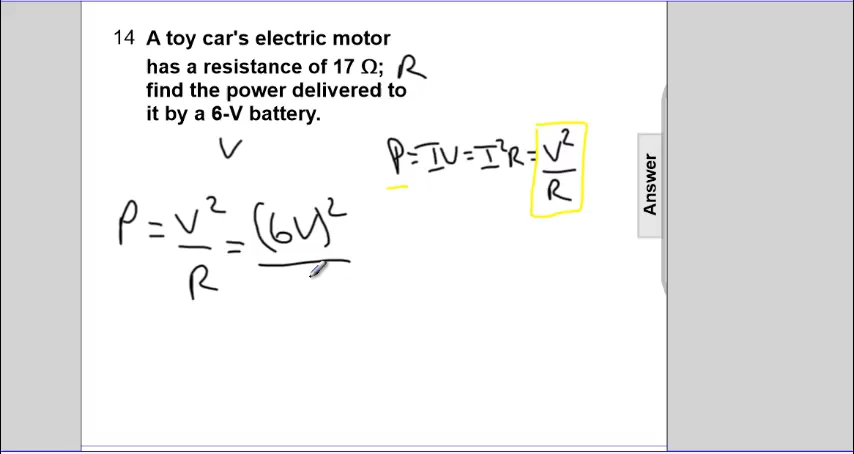 14 A toy car's electric motor
has a resistance of 17 Ω; R
find the power delivered to
it by a 6-V battery.
V
P = IV = I²R = V²/R
P = V²/R = (6V)²
Answer